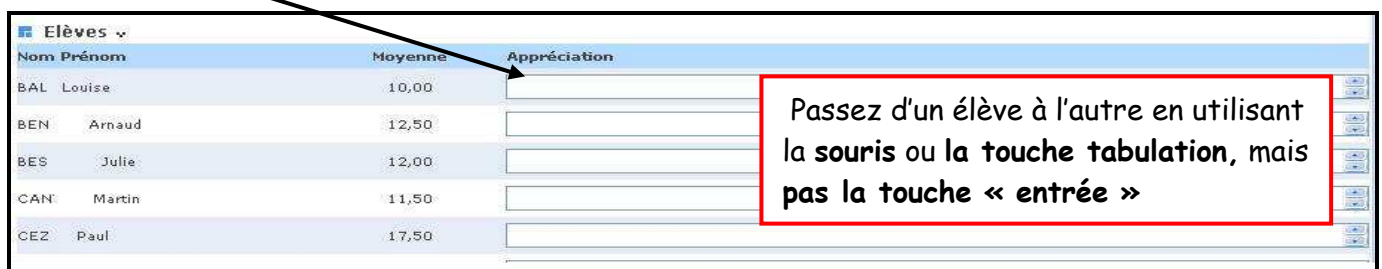 Elèves
Nom Prénom Moyenne Appréciation
BAL Louise 10,00
BEN Arnaud 12,50
BES Julie 12,00
CAN Martin 11,50
CEZ Paul 17,50
Passez d'un élève à l'autre en utilisant
la souris ou la touche tabulation, mais
pas la touche « entrée »